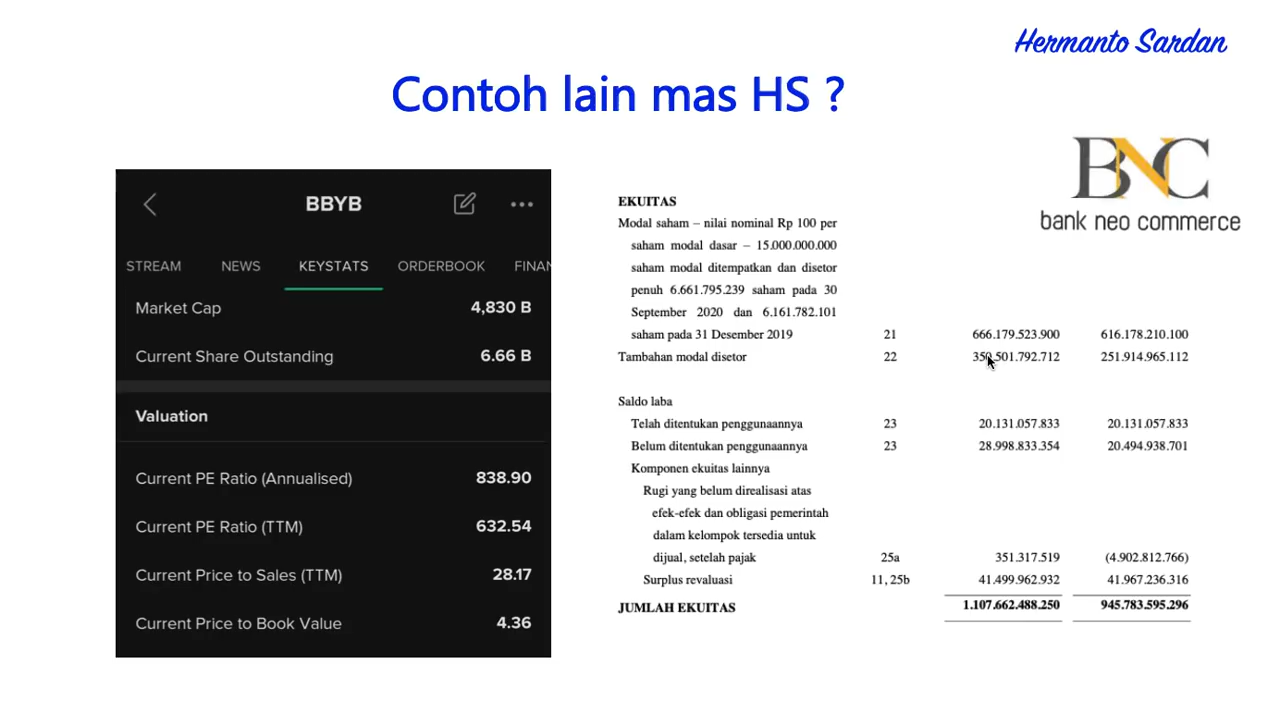 Hermanto Sardan
Contoh lain mas HS ?
BNC
bank neo commerce
BBYB
STREAM NEWS KEYSTATS ORDERBOOK FINAN
Market Cap 4,830 B
Current Share Outstanding 6.66 B
Valuation
Current PE Ratio (Annualised) 838.90
Current PE Ratio (TTM) 632.54
Current Price to Sales (TTM) 28.17
Current Price to Book Value 4.36
EKUITAS
Modal saham – nilai nominal Rp 100 per
saham modal dasar – 15.000.000.000
saham modal ditempatkan dan disetor
penuh 6.661.795.239 saham pada 30
September 2020 dan 6.161.782.101
saham pada 31 Desember 2019 21 666.179.523.900 616.178.210.100
Tambahan modal disetor 22 350.501.792.712 251.914.965.112
Saldo laba
Telah ditentukan penggunaannya 23 20.131.057.833 20.131.057.833
Belum ditentukan penggunaannya 23 28.998.833.354 20.494.938.701
Komponen ekuitas lainnya
Rugi yang belum direalisasi atas
efek-efek dan obligasi pemerintah
dalam kelompok tersedia untuk
dijual, setelah pajak 25a 351.317.519 (4.902.812.766)
Surplus revaluasi 11, 25b 41.499.962.932 41.967.236.316
JUMLAH EKUITAS 1.107.662.488.250 945.783.595.296